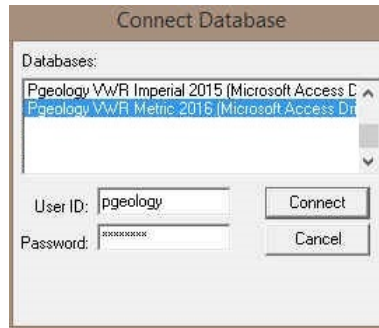 Connect Database
Databases:
Pgeology VWR Imperial 2015 (Microsoft Access D
Pgeology VWR Metric 2016 (Microsoft Access Dri
User ID: pgeology Connect
Password: ******** Cancel